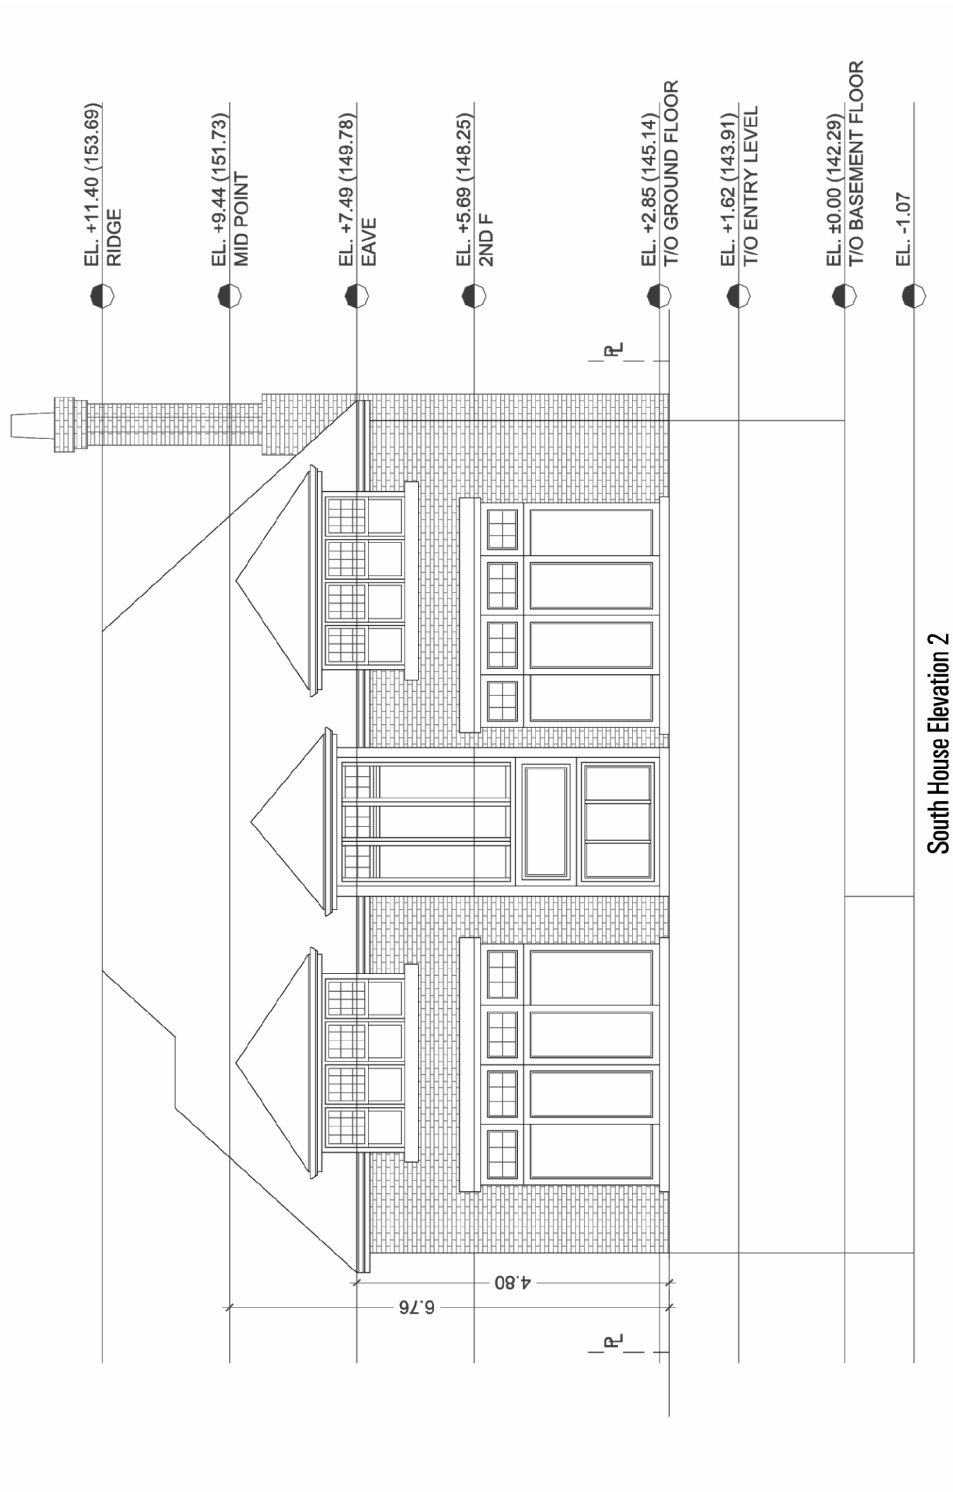 EL. +11.40 (153.69)
RIDGE
EL. +9.44 (151.73)
MID POINT
EL. +7.49 (149.78)
EAVE
EL. +5.69 (148.25)
2ND F
EL. +2.85 (145.14)
T/O GROUND FLOOR
EL. +1.62 (143.91)
T/O ENTRY LEVEL
EL. ±0.00 (142.29)
T/O BASEMENT FLOOR
EL. -1.07
PL
4.80
6.76
PL
South House Elevation 2